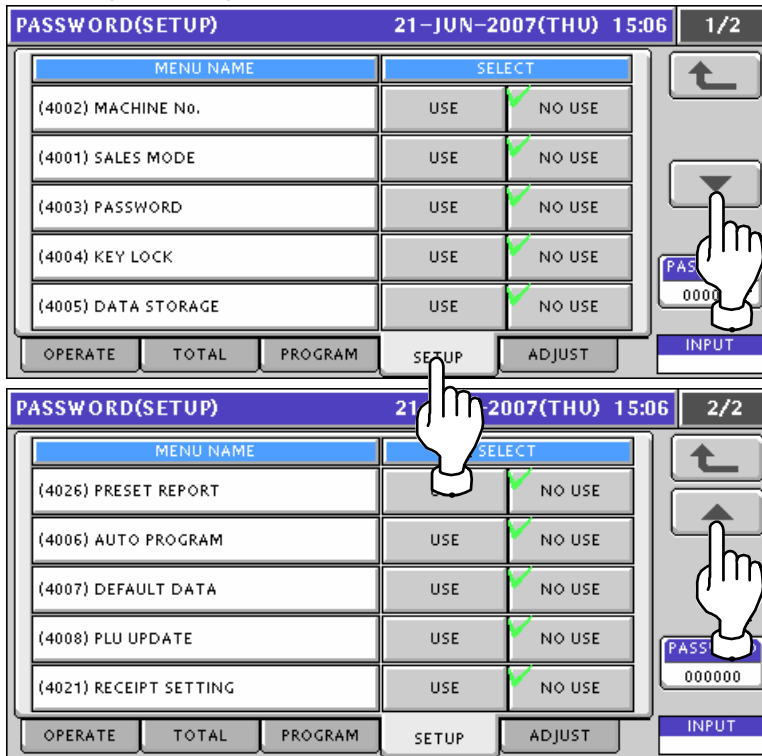 PASSWORD(SETUP) 21-JUN-2007(THU) 15:06 1/2
MENU NAME SELECT
(4002) MACHINE No. USE NO USE
(4001) SALES MODE USE NO USE
(4003) PASSWORD USE NO USE
(4004) KEY LOCK USE NO USE
(4005) DATA STORAGE USE NO USE
OPERATE TOTAL PROGRAM SETUP ADJUST INPUT
PASSWORD(SETUP) 2007(THU) 15:06 2/2
MENU NAME SELECT
(4026) PRESET REPORT NO USE
(4006) AUTO PROGRAM USE NO USE
(4007) DEFAULT DATA USE NO USE
(4008) PLU UPDATE USE NO USE
(4021) RECEIPT SETTING USE NO USE
000000
OPERATE TOTAL PROGRAM SETUP ADJUST INPUT